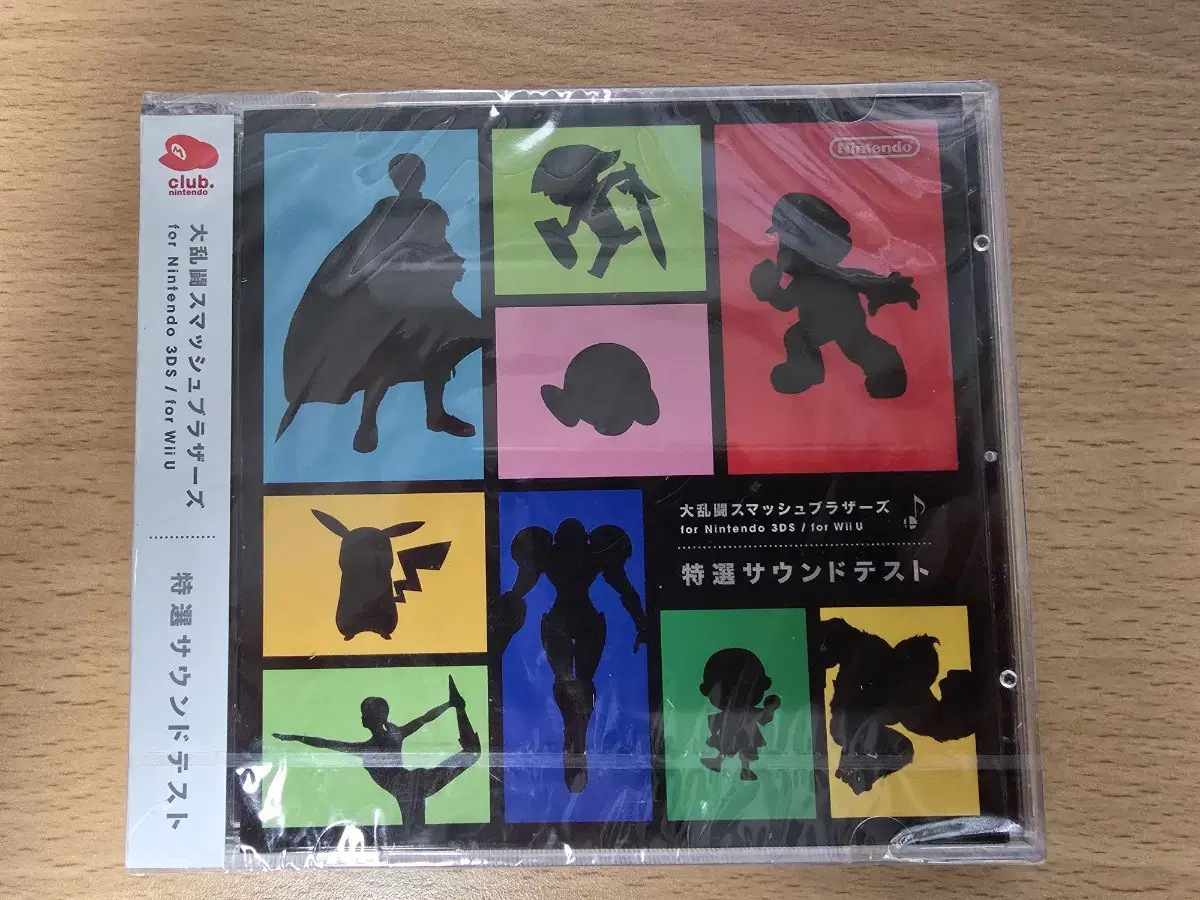 club.
nintendo
大乱闘スマッシュブラザーズ
for Nintendo 3DS / for Wii U
特選サウンドテスト
Nintendo
大乱闘スマッシュブラザーズ
for Nintendo 3DS / for Wii U
特選サウンドテスト